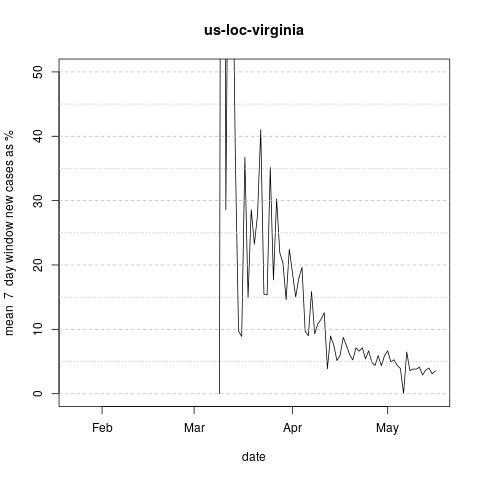 us-loc-virginia
mean  7  day window new cases as %
50
40
30
20
10
0
Feb
Mar
Apr
May
date